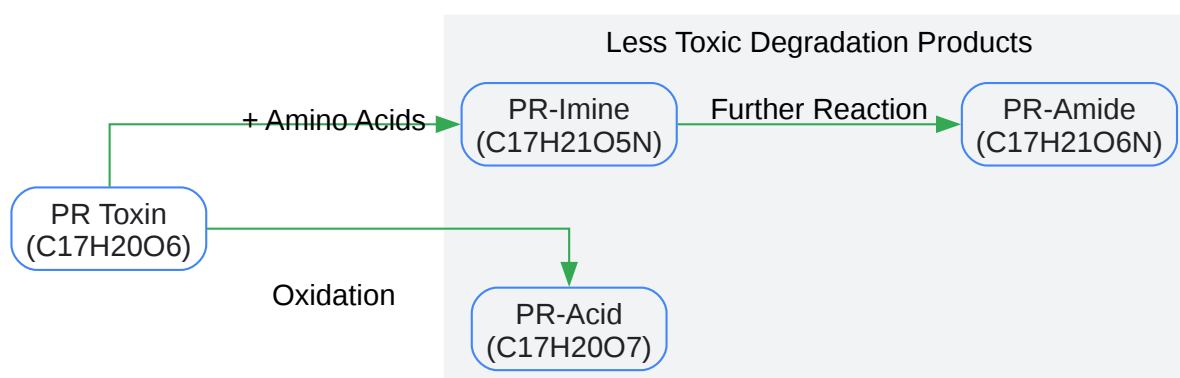 Less Toxic Degradation Products
+ Amino Acids
PR-Imine
(C17H21O5N)
Further Reaction
PR-Amide
(C17H21O6N)
PR Toxin
(C17H20O6)
Oxidation
PR-Acid
(C17H20O7)